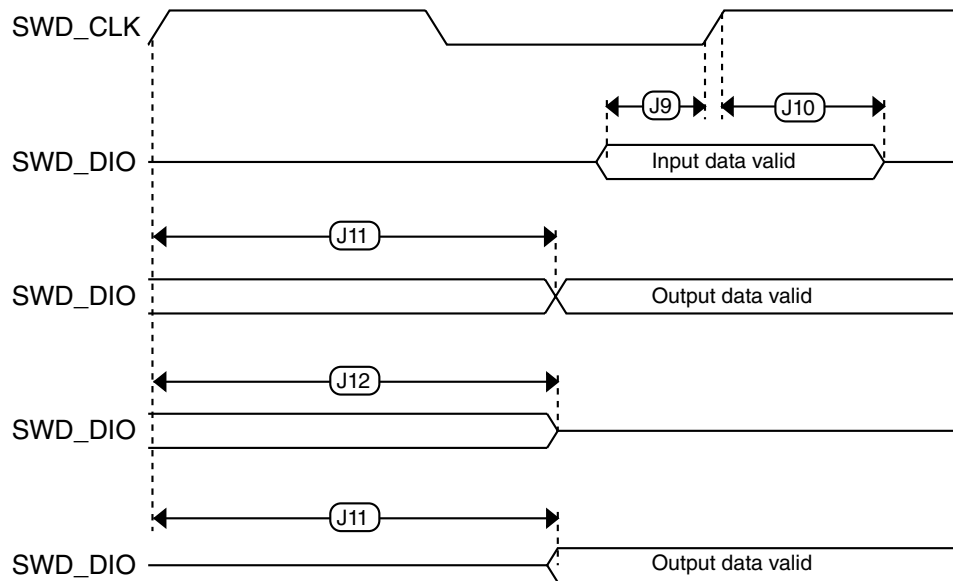 SWD_CLK
J9
J10
SWD_DIO
Input data valid
J11
SWD_DIO
Output data valid
J12
SWD_DIO
J11
SWD_DIO
Output data valid